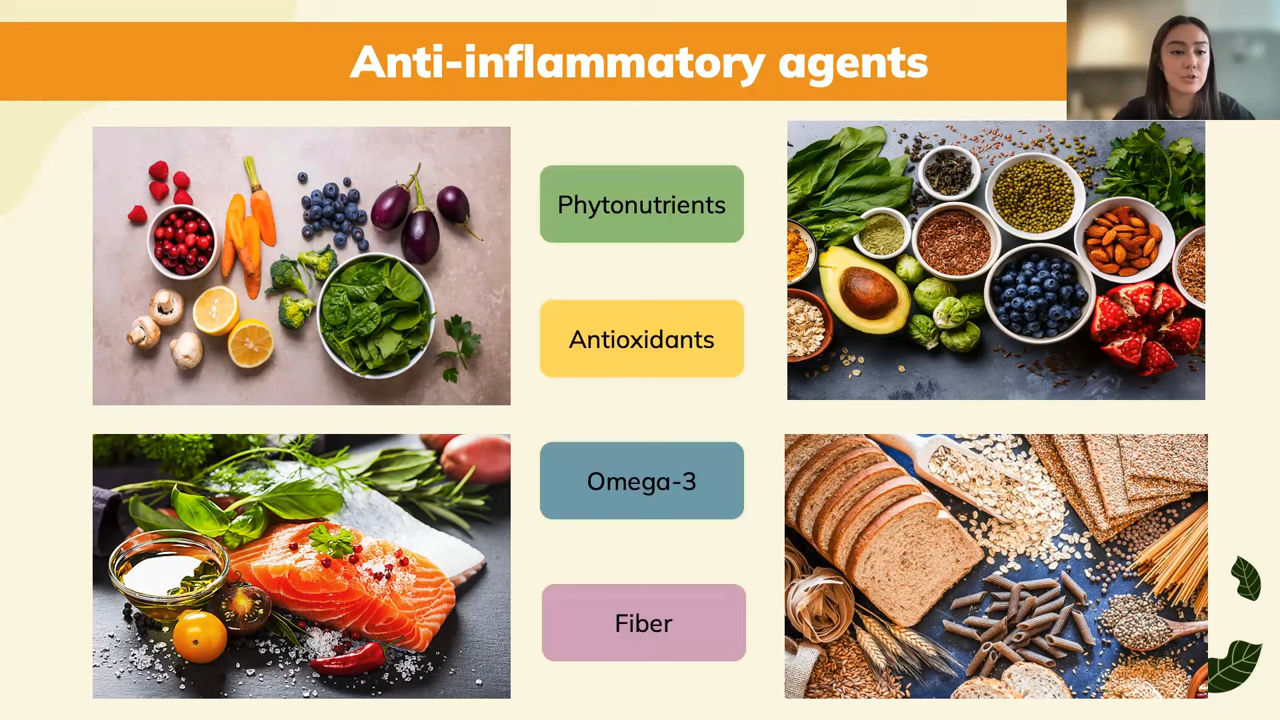 Anti-inflammatory agents
Phytonutrients
Antioxidants
Omega-3
Fiber